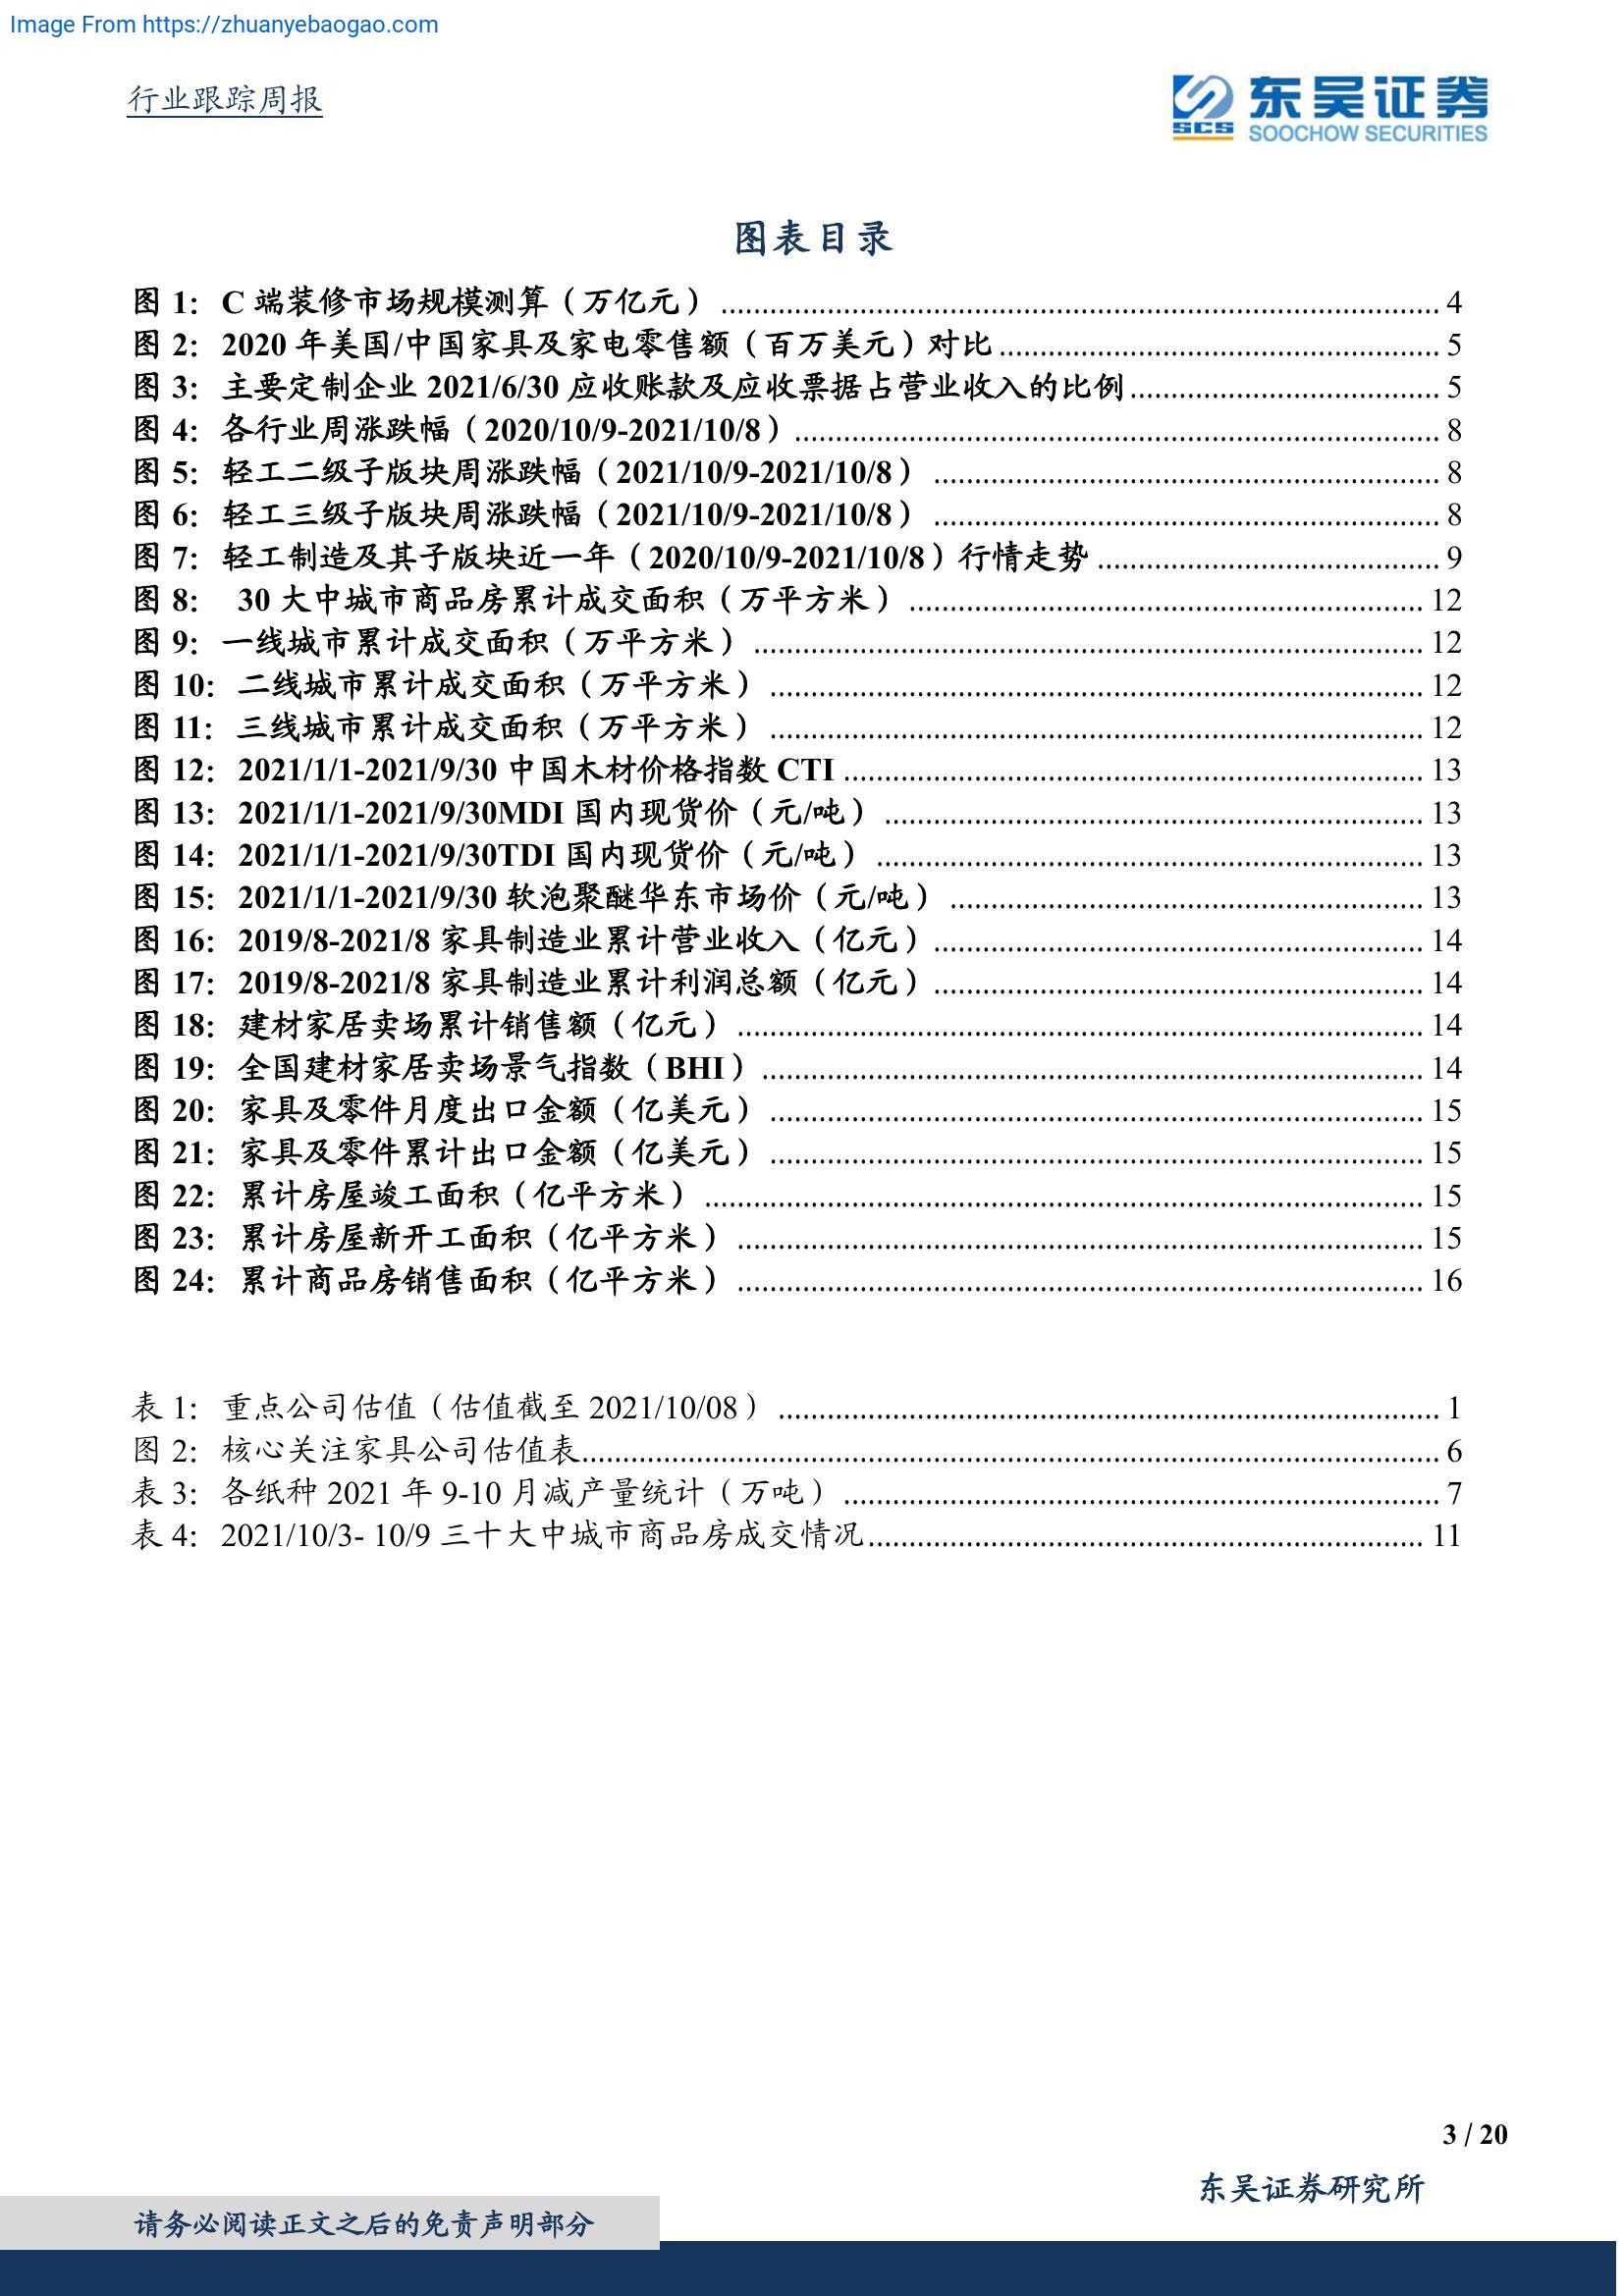 Image From https://zhuanyebaogao.com
行业跟踪周报
SCS
东吴证券
SOOCHOW SECURITIES
图表目录
图 1: C 端装修市场规模测算（万亿元） ........ 4
图 2: 2020 年美国/中国家具及家电零售额（百万美元）对比 ........ 5
图 3: 主要定制企业 2021/6/30 应收账款及应收票据占营业收入的比例 ........ 5
图 4: 各行业周涨跌幅（2020/10/9-2021/10/8） ........ 8
图 5: 轻工二级子版块周涨跌幅（2021/10/9-2021/10/8） ........ 8
图 6: 轻工三级子版块周涨跌幅（2021/10/9-2021/10/8） ........ 8
图 7: 轻工制造及其子版块近一年（2020/10/9-2021/10/8）行情走势 ........ 9
图 8: 30 大中城市商品房累计成交面积（万平方米） ........ 12
图 9: 一线城市累计成交面积（万平方米） ........ 12
图 10: 二线城市累计成交面积（万平方米） ........ 12
图 11: 三线城市累计成交面积（万平方米） ........ 12
图 12: 2021/1/1-2021/9/30 中国木材价格指数 CTI ........ 13
图 13: 2021/1/1-2021/9/30MDI 国内现货价（元/吨） ........ 13
图 14: 2021/1/1-2021/9/30TDI 国内现货价（元/吨） ........ 13
图 15: 2021/1/1-2021/9/30 软泡聚醚华东市场价（元/吨） ........ 13
图 16: 2019/8-2021/8 家具制造业累计营业收入（亿元） ........ 14
图 17: 2019/8-2021/8 家具制造业累计利润总额（亿元） ........ 14
图 18: 建材家居卖场累计销售额（亿元） ........ 14
图 19: 全国建材家居卖场景气指数（BHI） ........ 14
图 20: 家具及零件月度出口金额（亿美元） ........ 15
图 21: 家具及零件累计出口金额（亿美元） ........ 15
图 22: 累计房屋竣工面积（亿平方米） ........ 15
图 23: 累计房屋新开工面积（亿平方米） ........ 15
图 24: 累计商品房销售面积（亿平方米） ........ 16
表 1: 重点公司估值（估值截至 2021/10/08） ........ 1
图 2: 核心关注家具公司估值表 ........ 6
表 3: 各纸种 2021 年 9-10 月减产量统计（万吨） ........ 7
表 4: 2021/10/3- 10/9 三十大中城市商品房成交情况 ........ 11
3 / 20
东吴证券研究所
请务必阅读正文之后的免责声明部分